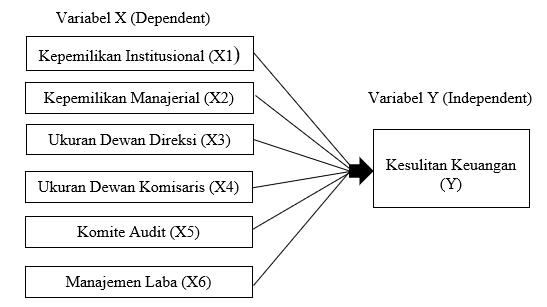 Variabel X (Dependent)
Kepemilikan Institusional (X1)
Kepemilikan Manajerial (X2)
Ukuran Dewan Direksi (X3)
Ukuran Dewan Komisaris (X4)
Komite Audit (X5)
Manajemen Laba (X6)
Variabel Y (Independent)
Kesulitan Keuangan
(Y)